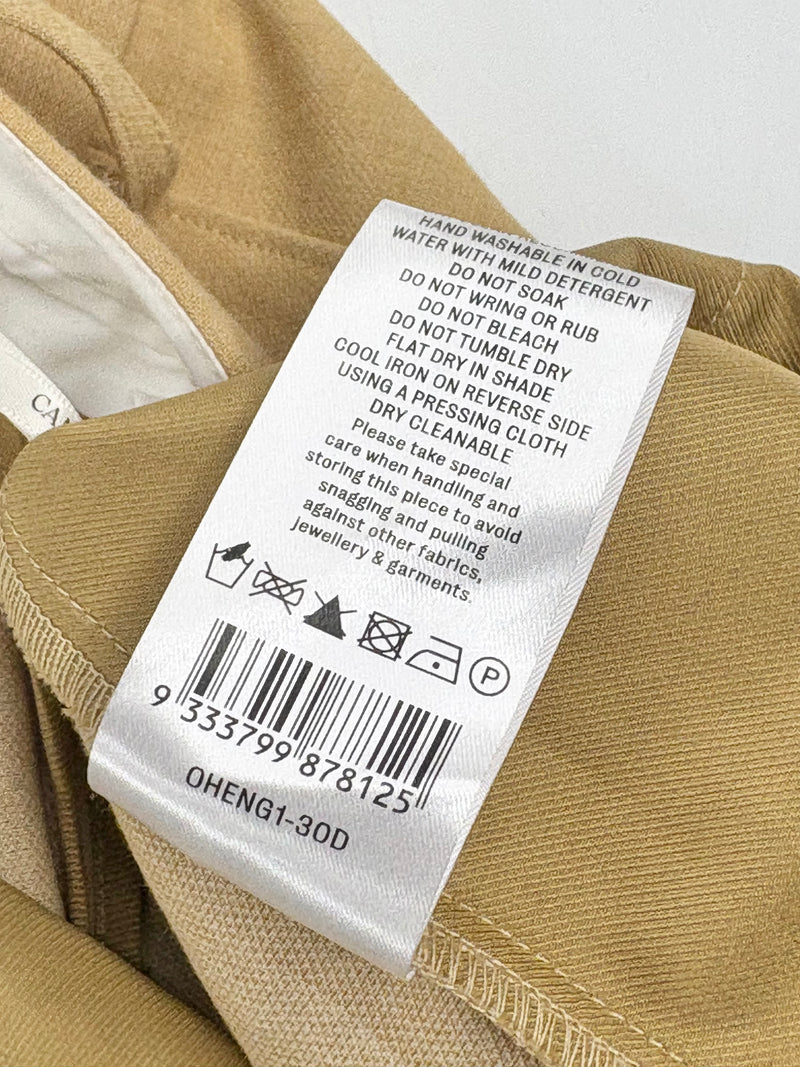 HAND WASHABLE IN COLD
WATER WITH MILD DETERGENT
DO NOT SOAK
DO NOT WRING OR RUB
DO NOT BLEACH
DO NOT TUMBLE DRY
FLAT DRY IN SHADE
COOL IRON ON REVERSE SIDE
USING A PRESSING CLOTH
DRY CLEANABLE
Please take special
care when handling and
storing this piece to avoid
snagging and pulling
against other fabrics,
jewellery & garments.
P
9 333799 878125
OHENG1-30D